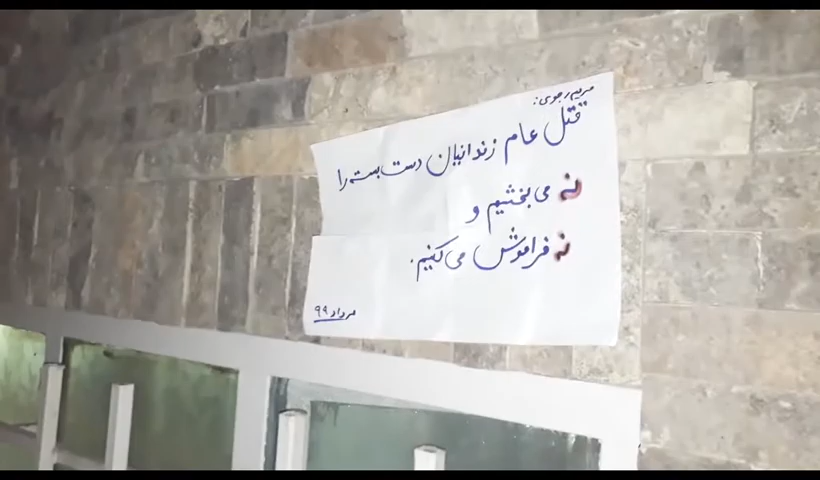 مریم رجوی:
قتل عام زندانیان دست بسته را
نه می بخشیم و
نه فراموش می کنیم.
مرداد ۹۹